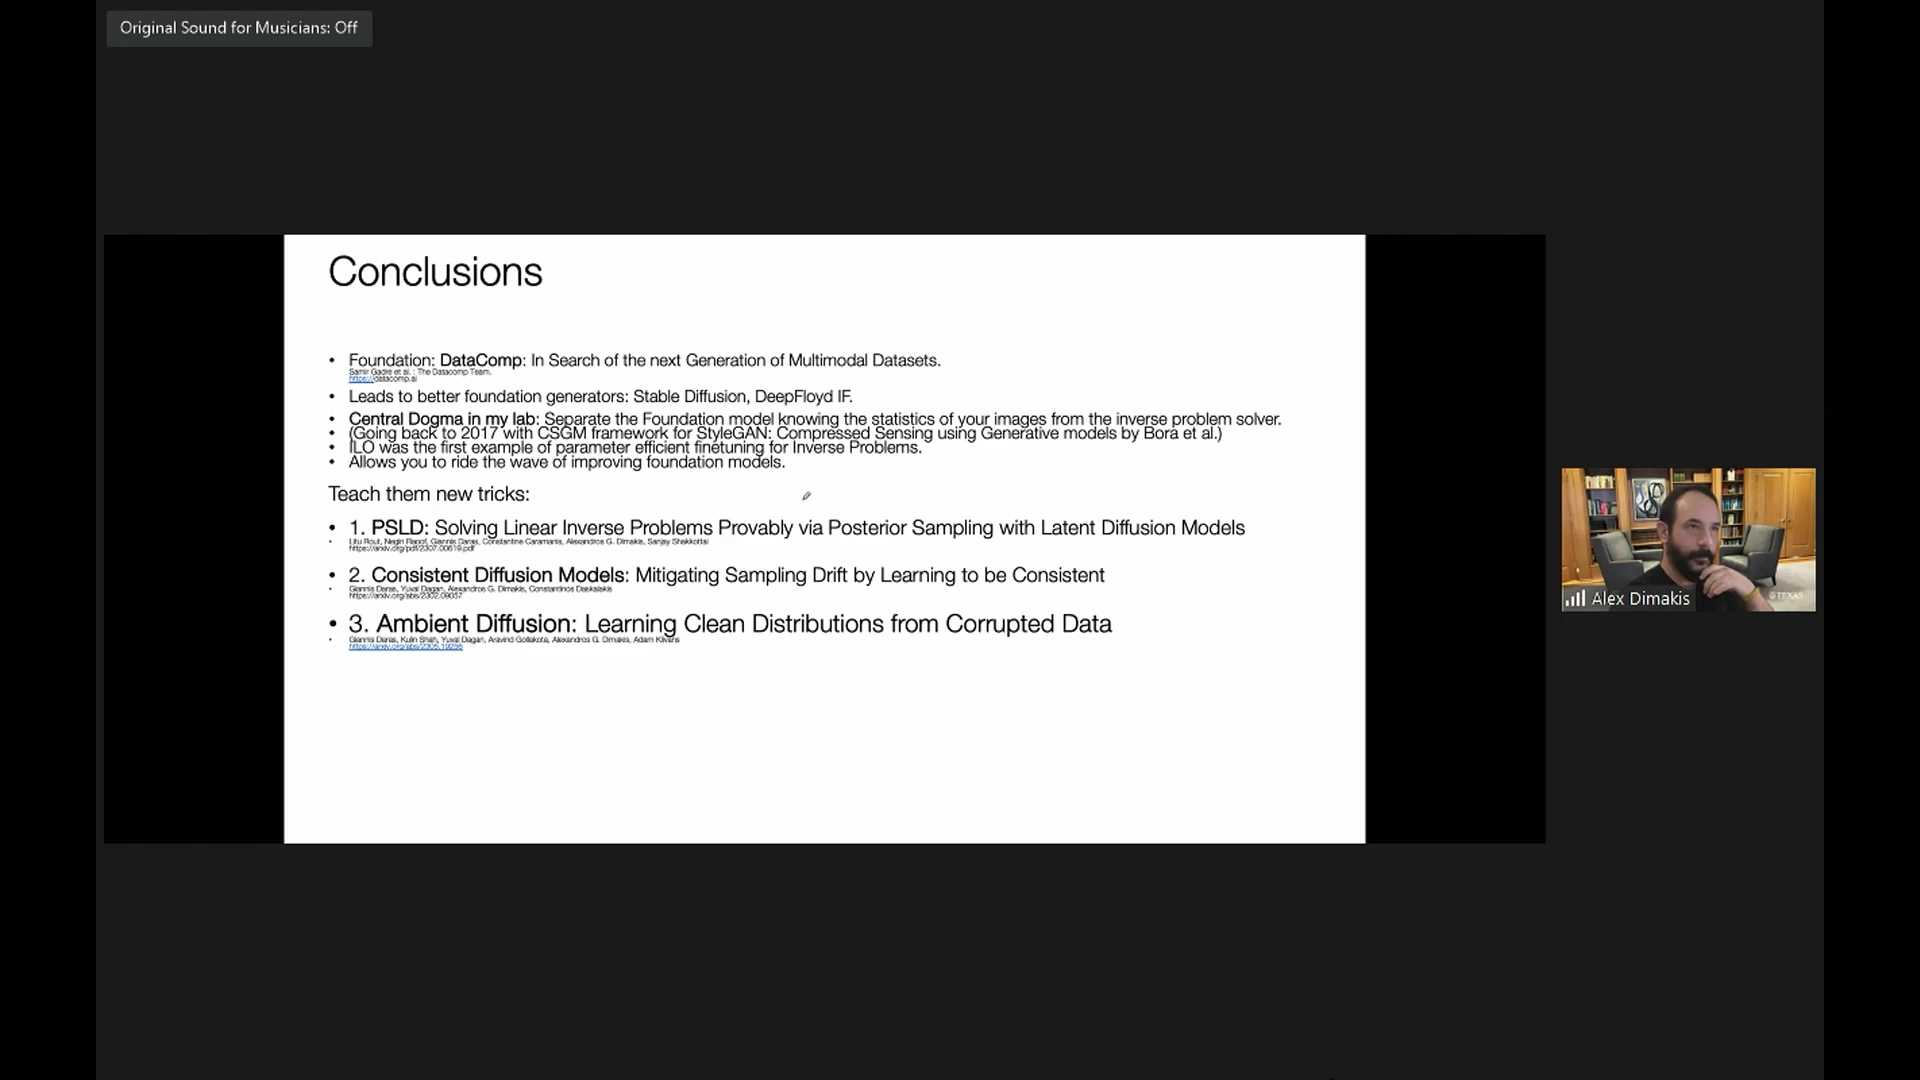 Original Sound for Musicians: Off
Conclusions
• Foundation: DataComp: In Search of the next Generation of Multimodal Datasets.
Samir Gadre et al. : The Datacomp Team.
https://datacomp.ai
• Leads to better foundation generators: Stable Diffusion, DeepFloyd IF.
• Central Dogma in my lab: Separate the Foundation model knowing the statistics of your images from the inverse problem solver.
• (Going back to 2017 with CSGM framework for StyleGAN: Compressed Sensing using Generative models by Bora et al.)
• ILO was the first example of parameter efficient finetuning for Inverse Problems.
• Allows you to ride the wave of improving foundation models.
Teach them new tricks:
• 1. PSLD: Solving Linear Inverse Problems Provably via Posterior Sampling with Latent Diffusion Models
• Litu Rout, Negin Raoof, Giannis Daras, Constantine Caramanis, Alexandros G. Dimakis, Sanjay Shakkottai
https://arxiv.org/pdf/2307.00619.pdf
• 2. Consistent Diffusion Models: Mitigating Sampling Drift by Learning to be Consistent
• Giannis Daras, Yuval Dagan, Alexandros G. Dimakis, Constantinos Daskalakis
https://arxiv.org/abs/2302.09057
• 3. Ambient Diffusion: Learning Clean Distributions from Corrupted Data
• Giannis Daras, Kulin Shah, Yuval Dagan, Aravind Gollakota, Alexandros G. Dimakis, Adam Klivans
https://arxiv.org/abs/2305.19256
TEXAS
Alex Dimakis